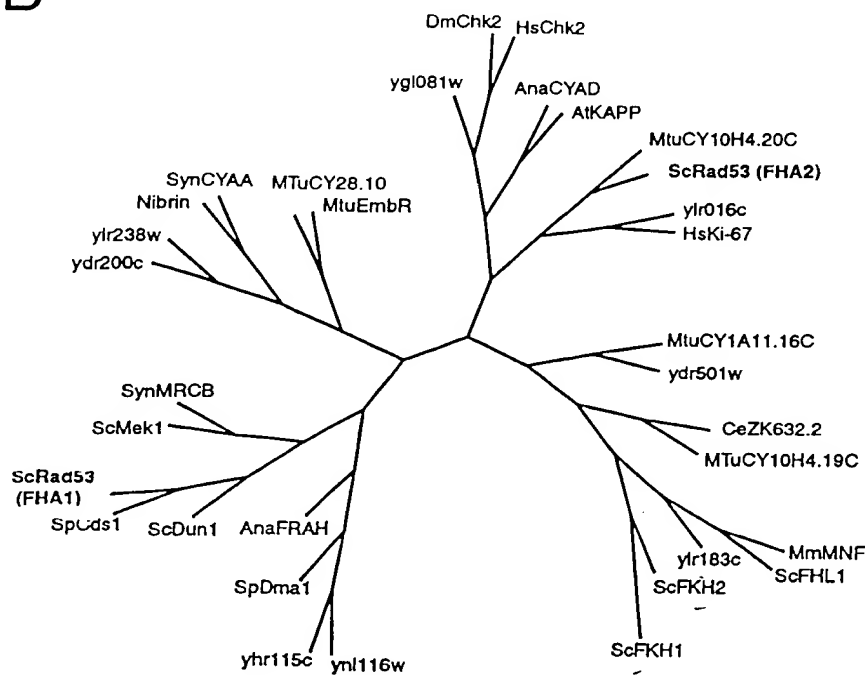 DmChk2
HsChk2
ygl081w
AnaCYAD
AtKAPP
MtuCY10H4.20C
ScRad53 (FHA2)
ylr016c
HsKi-67
SynCYAA
MTuCY28.10
Nibrin
MtuEmbR
ylr238w
ydr200c
MtuCY1A11.16C
ydr501w
SynMRCB
ScMek1
CeZK632.2
MTuCY10H4.19C
ScRad53
(FHA1)
SpCds1
ScDun1
AnaFRAH
MmMNF
ylr183c
ScFHL1
SpDma1
ScFKH2
ScFKH1
yhr115c
ynl116w